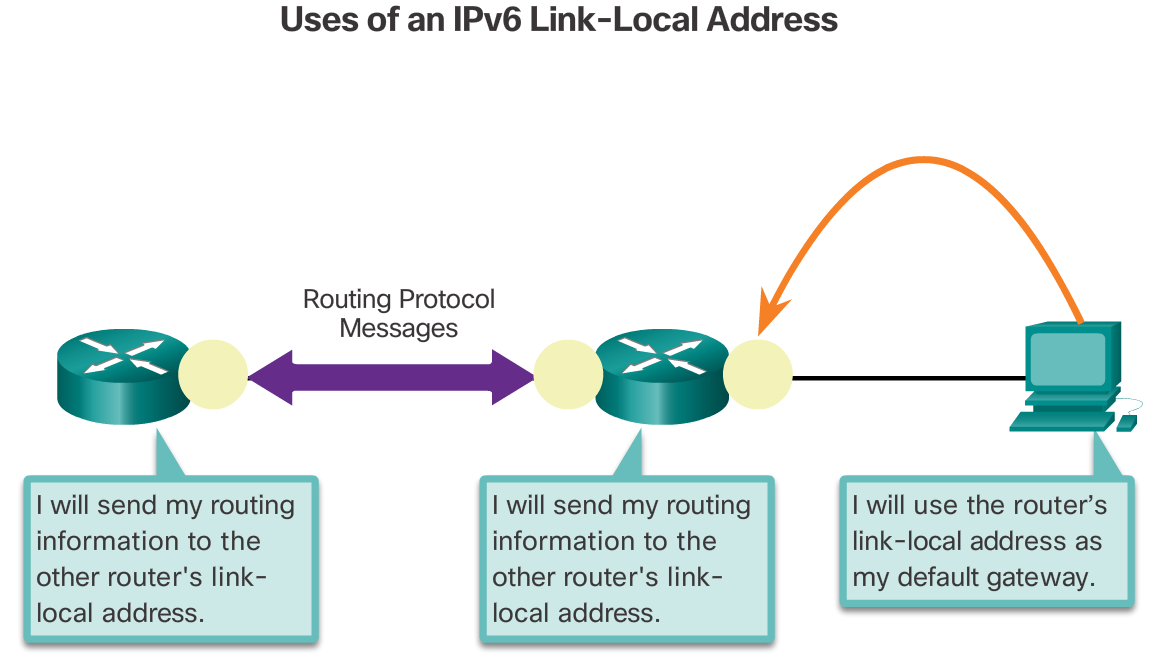 Uses of an IPv6 Link-Local Address
Routing Protocol
Messages
I will send my routing
information to the
other router's link-
local address.
I will send my routing
information to the
other router's link-
local address.
I will use the router’s
link-local address as
my default gateway.